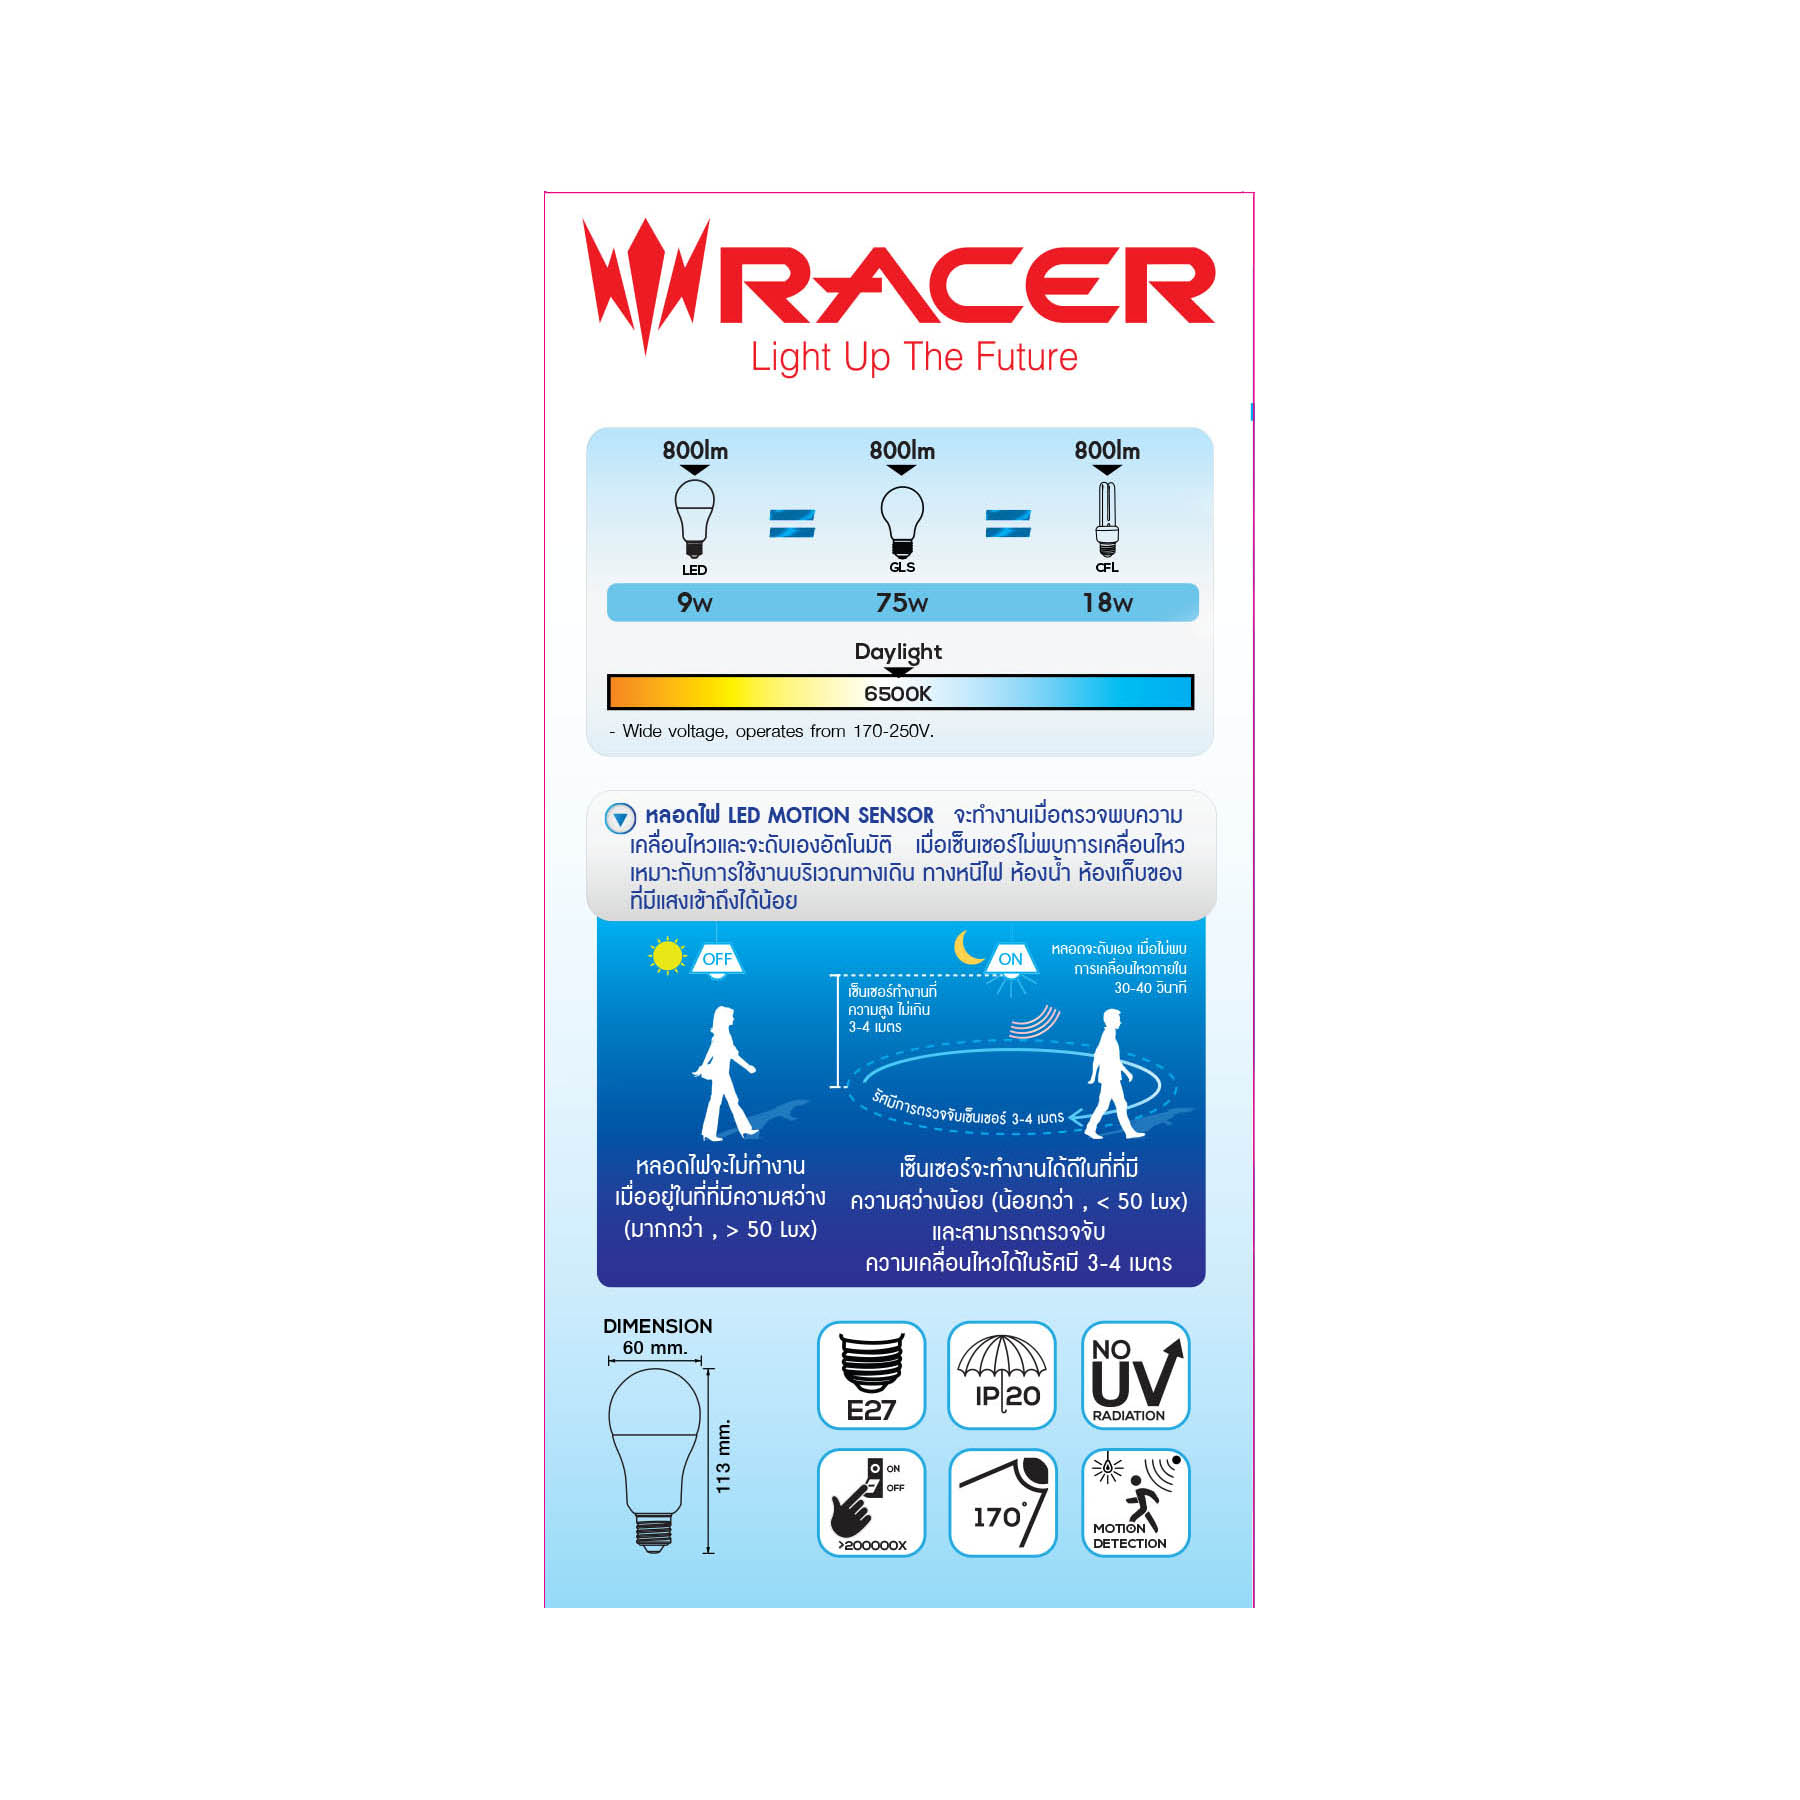 RACER
Light Up The Future
800lm 800lm 800lm
LED GLS CFL
9W 75W 18W
Daylight
6500K
- Wide voltage, operates from 170-250V.
หลอดไฟ LED MOTION SENSOR จะทำงานเมื่อตรวจพบความ
เคลื่อนไหวและจะดับเองอัตโนมัติ เมื่อเซ็นเซอร์ไม่พบการเคลื่อนไหว
เหมาะกับการใช้งานบริเวณทางเดิน ทางหนีไฟ ห้องน้ำ ห้องเก็บของ
ที่มีแสงเข้าถึงได้น้อย
OFF
ON
หลอดจะดับเอง เมื่อไม่พบ
การเคลื่อนไหวภายใน
30-40 วินาที
เซ็นเซอร์ทำงานที่
ความสูง ไม่เกิน
3-4 เมตร
รัศมีการตรวจจับเซ็นเซอร์ 3-4 เมตร
หลอดไฟจะไม่ทำงาน
เมื่ออยู่ในที่ที่มีความสว่าง
(มากกว่า , > 50 Lux)
เซ็นเซอร์จะทำงานได้ดีในที่ที่มี
ความสว่างน้อย (น้อยกว่า , < 50 Lux)
และสามารถตรวจจับ
ความเคลื่อนไหวได้ในรัศมี 3-4 เมตร
DIMENSION
60 mm.
113 mm.
E27
IP20
NO
UV
RADIATION
ON
OFF
>200000X
170°
MOTION
DETECTION